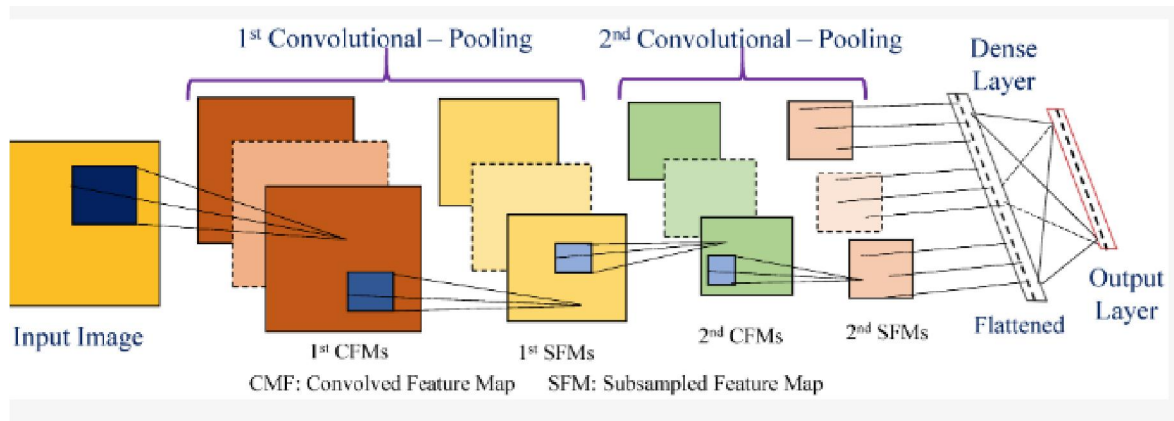 1st Convolutional – Pooling
2nd Convolutional – Pooling
Dense
Layer
Input Image
1st CFMs
1st SFMs
2nd CFMs
2nd SFMs
Flattened
Output
Layer
CMF: Convolved Feature Map SFM: Subsampled Feature Map